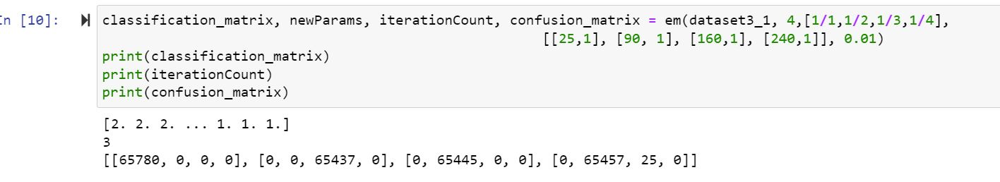 In [10]:
classification_matrix, newParams, iterationCount, confusion_matrix = em(dataset3_1, 4,[1/1,1/2,1/3,1/4],
[[25,1], [90, 1], [160,1], [240,1]], 0.01)
print(classification_matrix)
print(iterationCount)
print(confusion_matrix)
[2. 2. 2. ... 1. 1. 1.]
3
[[65780, 0, 0, 0], [0, 0, 65437, 0], [0, 65445, 0, 0], [0, 65457, 25, 0]]